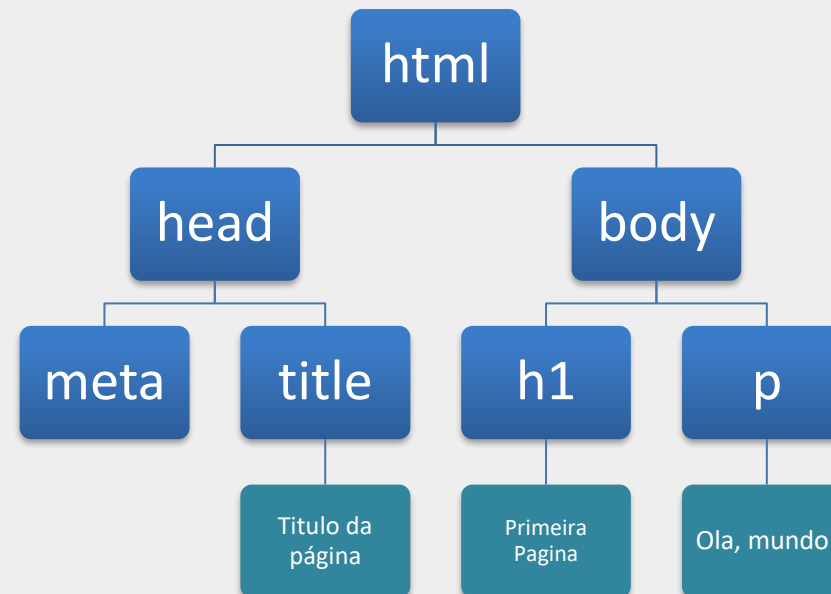 html
head
body
meta
title
h1
p
Titulo da
página
Primeira
Pagina
Ola, mundo